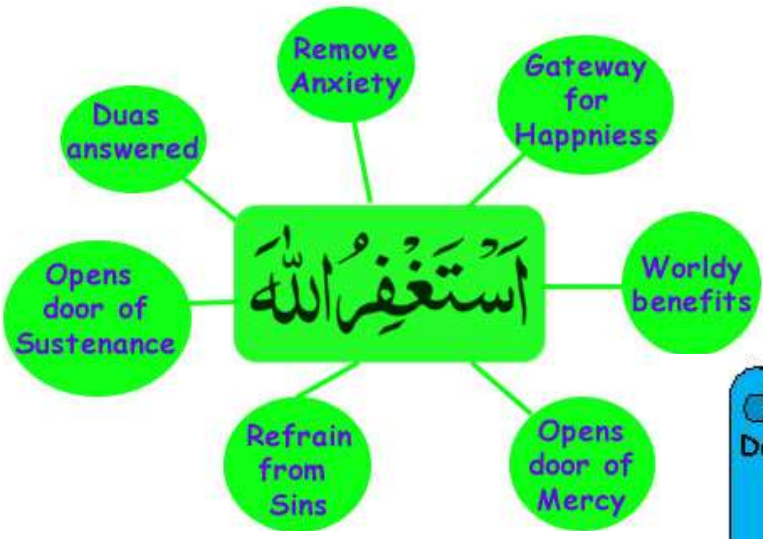 Remove
Anxiety
Gateway
for
Happniess
Duas
answered
اَسْتَغْفِرُاللّٰهَ
Worldy
benefits
Opens
door of
Sustenance
Refrain
from
Sins
Opens
door of
Mercy